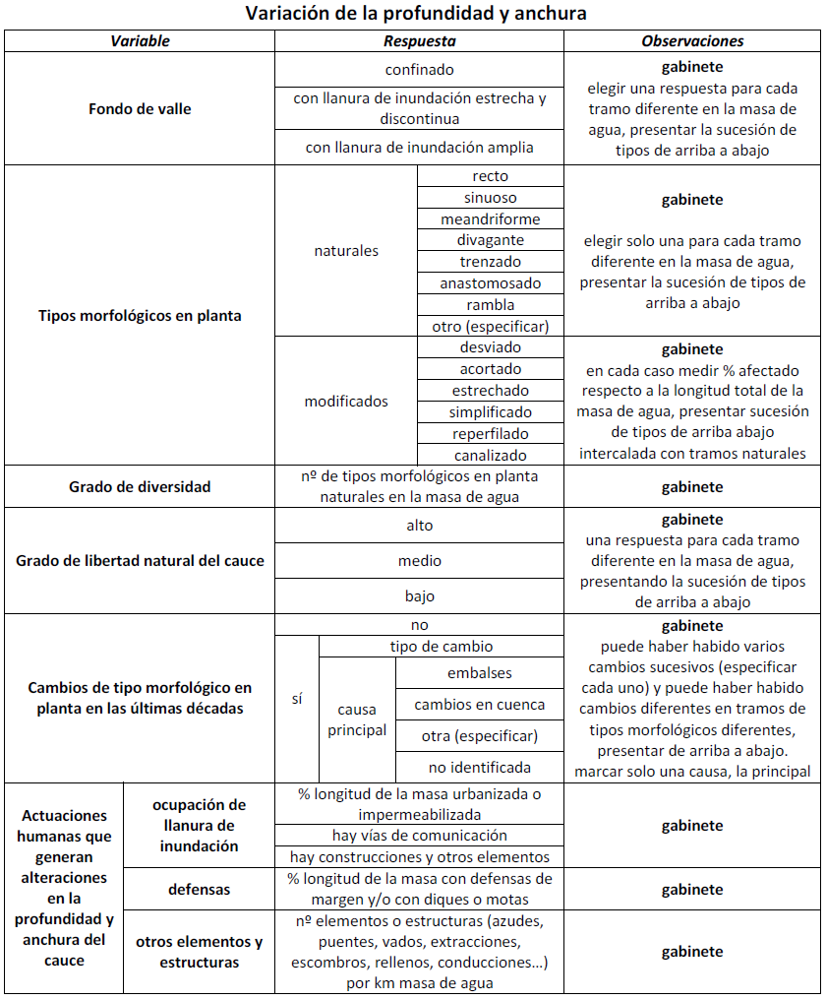 Variación de la profundidad y anchura
Variable
Respuesta
Observaciones
Fondo de valle
confinado
con llanura de inundación estrecha y
discontinua
con llanura de inundación amplia
gabinete
elegir una respuesta para cada
tramo diferente en la masa de
agua, presentar la sucesión de
tipos de arriba a abajo
Tipos morfológicos en planta
naturales
recto
sinuoso
meandriforme
divagante
trenzado
anastomosado
rambla
otro (especificar)
gabinete
elegir solo una para cada tramo
diferente en la masa de agua,
presentar la sucesión de tipos de
arriba a abajo
modificados
desviado
acortado
estrechado
simplificado
reperfilado
canalizado
gabinete
en cada caso medir % afectado
respecto a la longitud total de la
masa de agua, presentar sucesión
de tipos de arriba abajo
intercalada con tramos naturales
Grado de diversidad
nº de tipos morfológicos en planta
naturales en la masa de agua
gabinete
Grado de libertad natural del cauce
alto
medio
bajo
gabinete
una respuesta para cada tramo
diferente en la masa de agua,
presentando la sucesión de tipos
de arriba a abajo
Cambios de tipo morfológico en
planta en las últimas décadas
no
sí
tipo de cambio
causa
principal
embalses
cambios en cuenca
otra (especificar)
no identificada
gabinete
puede haber habido varios
cambios sucesivos (especificar
cada uno) y puede haber habido
cambios diferentes en tramos de
tipos morfológicos diferentes,
presentar de arriba a abajo.
marcar solo una causa, la principal
Actuaciones
humanas que
generan
alteraciones
en la
profundidad y
anchura del
cauce
ocupación de
llanura de
inundación
% longitud de la masa urbanizada o
impermeabilizada
hay vías de comunicación
hay construcciones y otros elementos
gabinete
defensas
% longitud de la masa con defensas de
margen y/o con diques o motas
gabinete
otros elementos y
estructuras
nº elementos o estructuras (azudes,
puentes, vados, extracciones,
escombros, rellenos, conducciones…)
por km masa de agua
gabinete